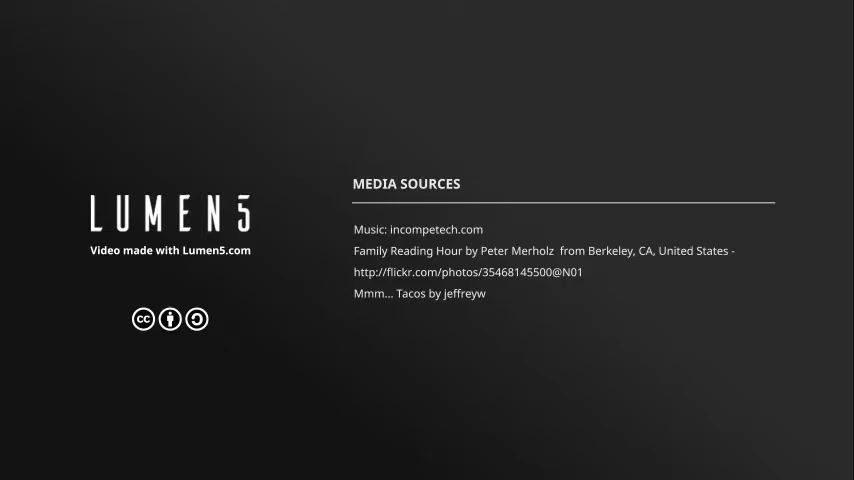 LUMEN5
Video made with Lumen5.com
cc
MEDIA SOURCES
Music: incompetech.com
Family Reading Hour by Peter Merholz  from Berkeley, CA, United States -
http://flickr.com/photos/35468145500@N01
Mmm... Tacos by jeffreyw